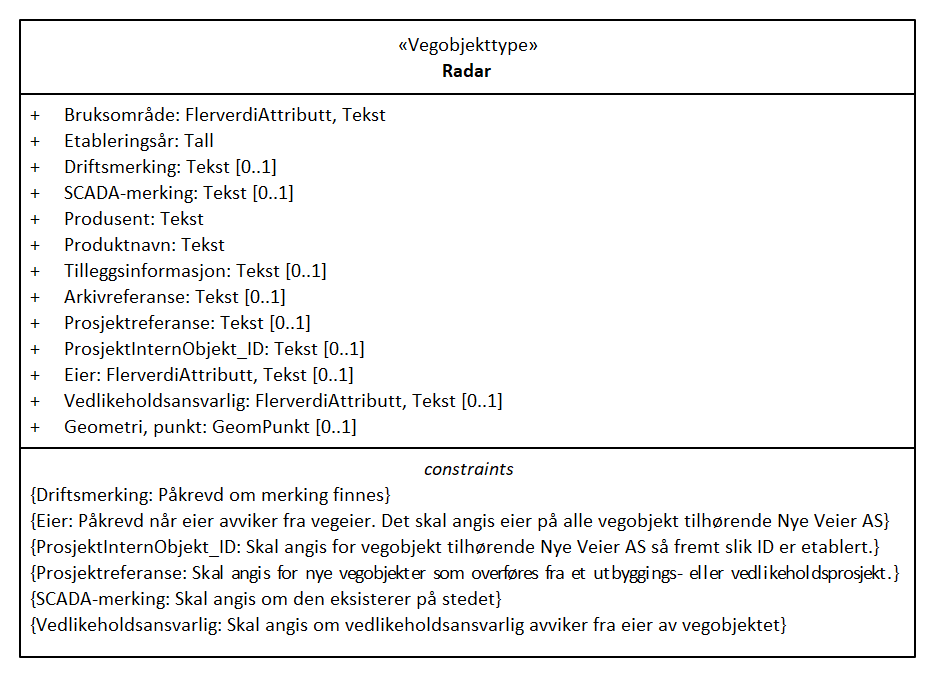 «Vegobjekttype»
Radar
+ Bruksområde: FlerverdiAttributt, Tekst
+ Etableringsår: Tall
+ Driftsmerking: Tekst [0..1]
+ SCADA-merking: Tekst [0..1]
+ Produsent: Tekst
+ Produktnavn: Tekst
+ Tilleggsinformasjon: Tekst [0..1]
+ Arkivreferanse: Tekst [0..1]
+ Prosjektreferanse: Tekst [0..1]
+ ProsjektInternObjekt_ID: Tekst [0..1]
+ Eier: FlerverdiAttributt, Tekst [0..1]
+ Vedlikeholdsansvarlig: FlerverdiAttributt, Tekst [0..1]
+ Geometri, punkt: GeomPunkt [0..1]
constraints
{Driftsmerking: Påkrevd om merking finnes}
{Eier: Påkrevd når eier avviker fra vegeier. Det skal angis eier på alle vegobjekt tilhørende Nye Veier AS}
{ProsjektInternObjekt_ID: Skal angis for vegobjekt tilhørende Nye Veier AS så fremt slik ID er etablert.}
{Prosjektreferanse: Skal angis for nye vegobjekter som overføres fra et utbyggings- eller vedlikeholdsprosjekt.}
{SCADA-merking: Skal angis om den eksisterer på stedet}
{Vedlikeholdsansvarlig: Skal angis om vedlikeholdsansvarlig avviker fra eier av vegobjektet}